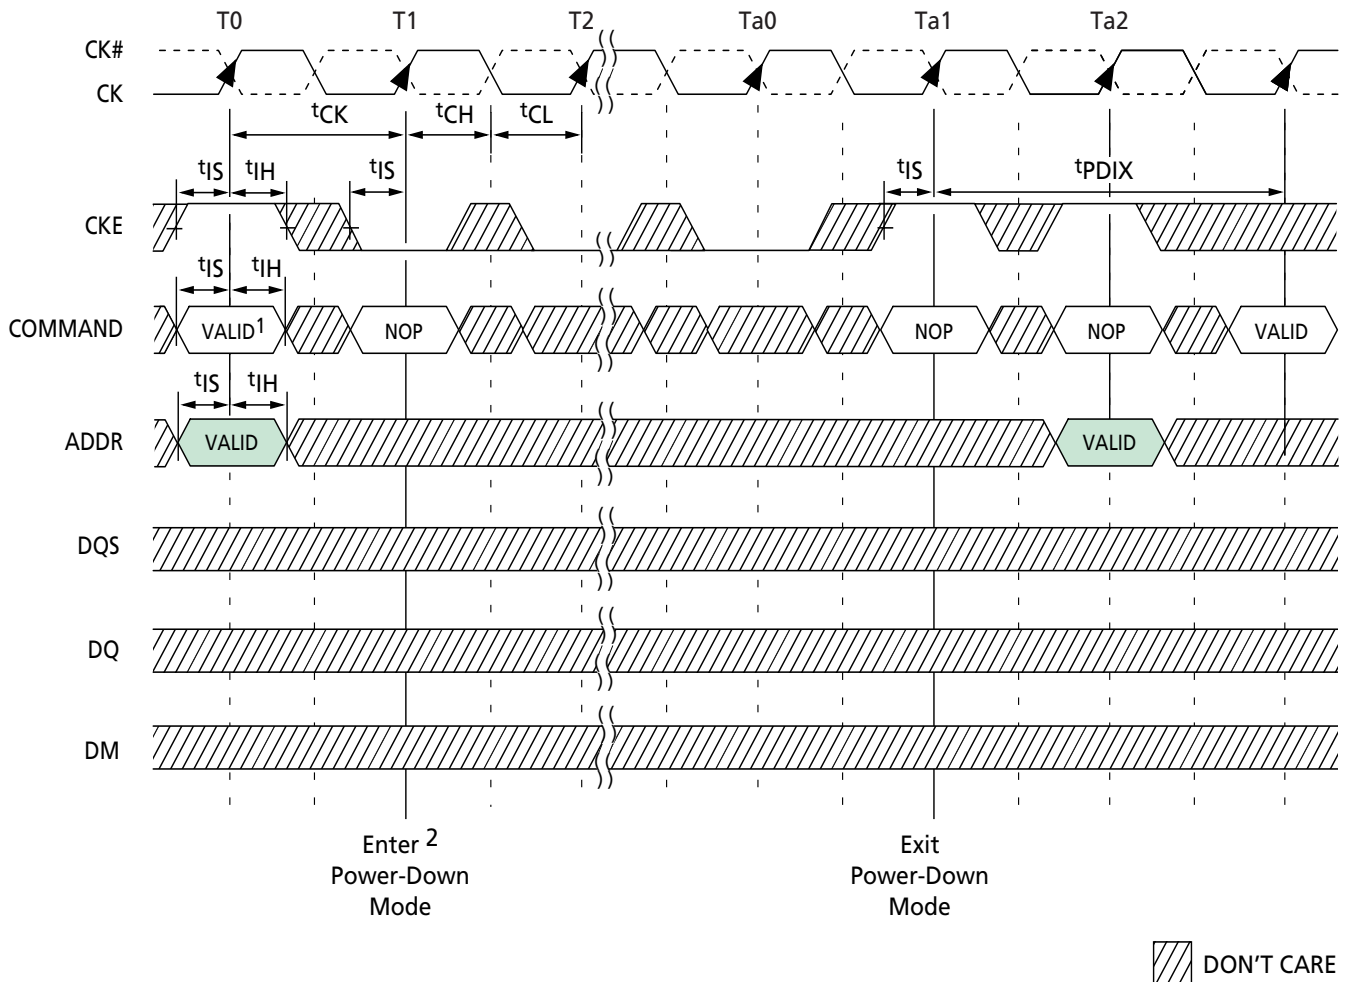 T0 T1 T2 Ta0 Ta1 Ta2
CK#
CK
tCK tCH tCL
tIS tIH tIS tIS tPDIX
CKE
tIS tIH
COMMAND VALID1 NOP NOP NOP VALID
tIS tIH
ADDR VALID VALID
DQS
DQ
DM
Enter 2
Power-Down
Mode
Exit
Power-Down
Mode
DON'T CARE